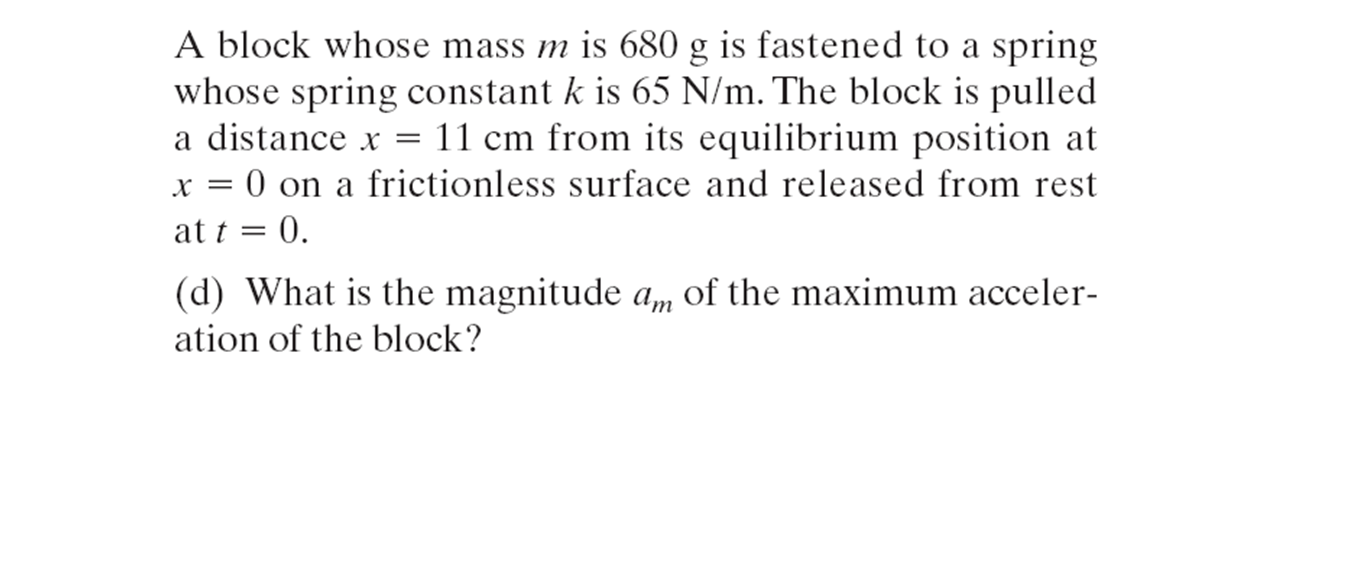 A block whose mass m is 680 g is fastened to a spring
whose spring constant k is 65 N/m. The block is pulled
a distance x = 11 cm from its equilibrium position at
x = 0 on a frictionless surface and released from rest
at t = 0.
(d) What is the magnitude aₘ of the maximum acceler-
ation of the block?